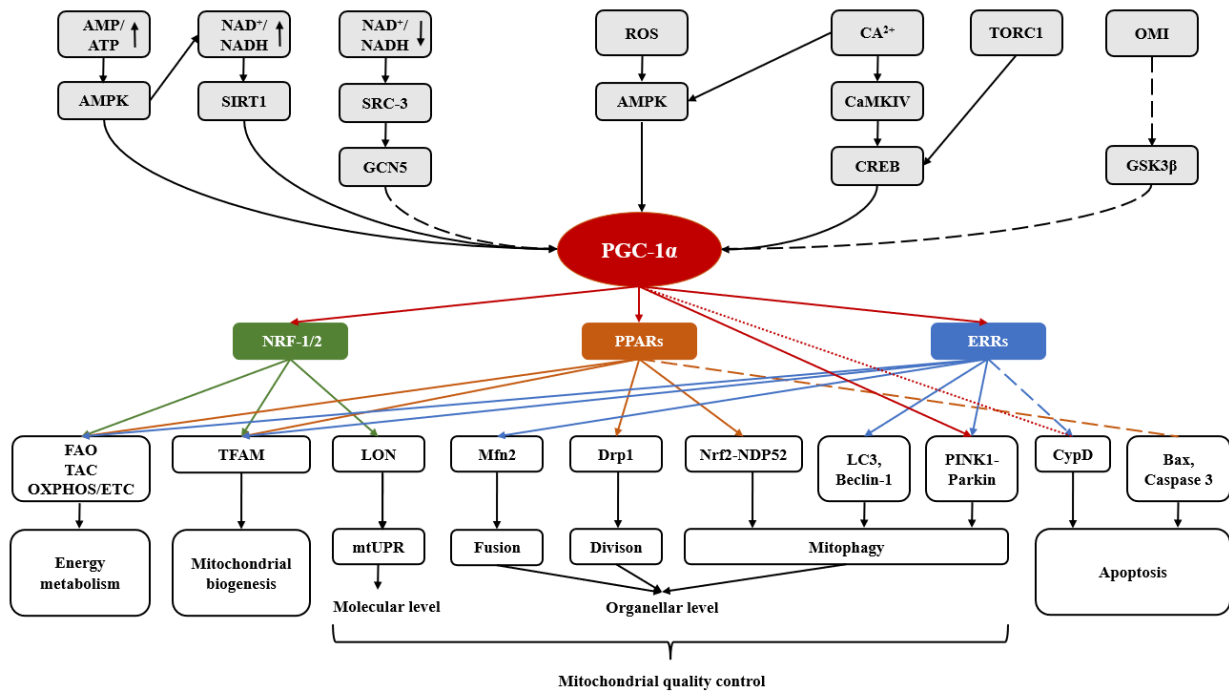 AMP/
ATP
NAD⁺/
NADH
NAD⁺/
NADH
ROS
CA²⁺
TORC1
OMI
AMPK
SIRT1
SRC-3
AMPK
CaMKIV
GCN5
CREB
GSK3β
PGC-1α
NRF-1/2
PPARs
ERRs
FAO
TAC
OXPHOS/ETC
TFAM
LON
Mfn2
Drp1
Nrf2-NDP52
LC3,
Beclin-1
PINK1-
Parkin
CypD
Bax,
Caspase 3
Energy
metabolism
Mitochondrial
biogenesis
mtUPR
Fusion
Divison
Mitophagy
Apoptosis
Molecular level
Organellar level
Mitochondrial quality control